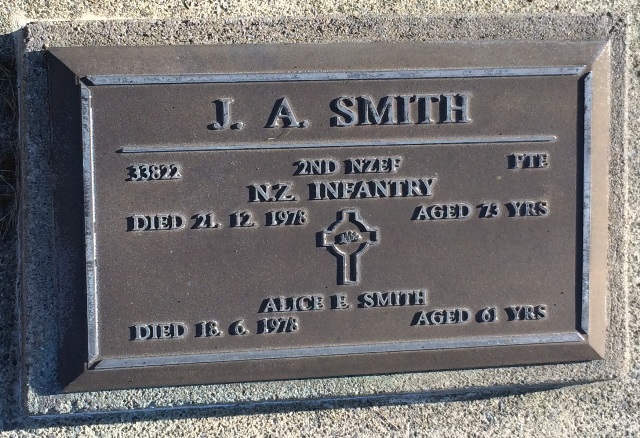 J. A. SMITH
33822 2ND NZEF PTE
N.Z. INFANTRY
DIED 21. 12. 1978 AGED 73 YRS
NZ
ALICE E. SMITH
DIED 18. 6. 1978 AGED 61 YRS